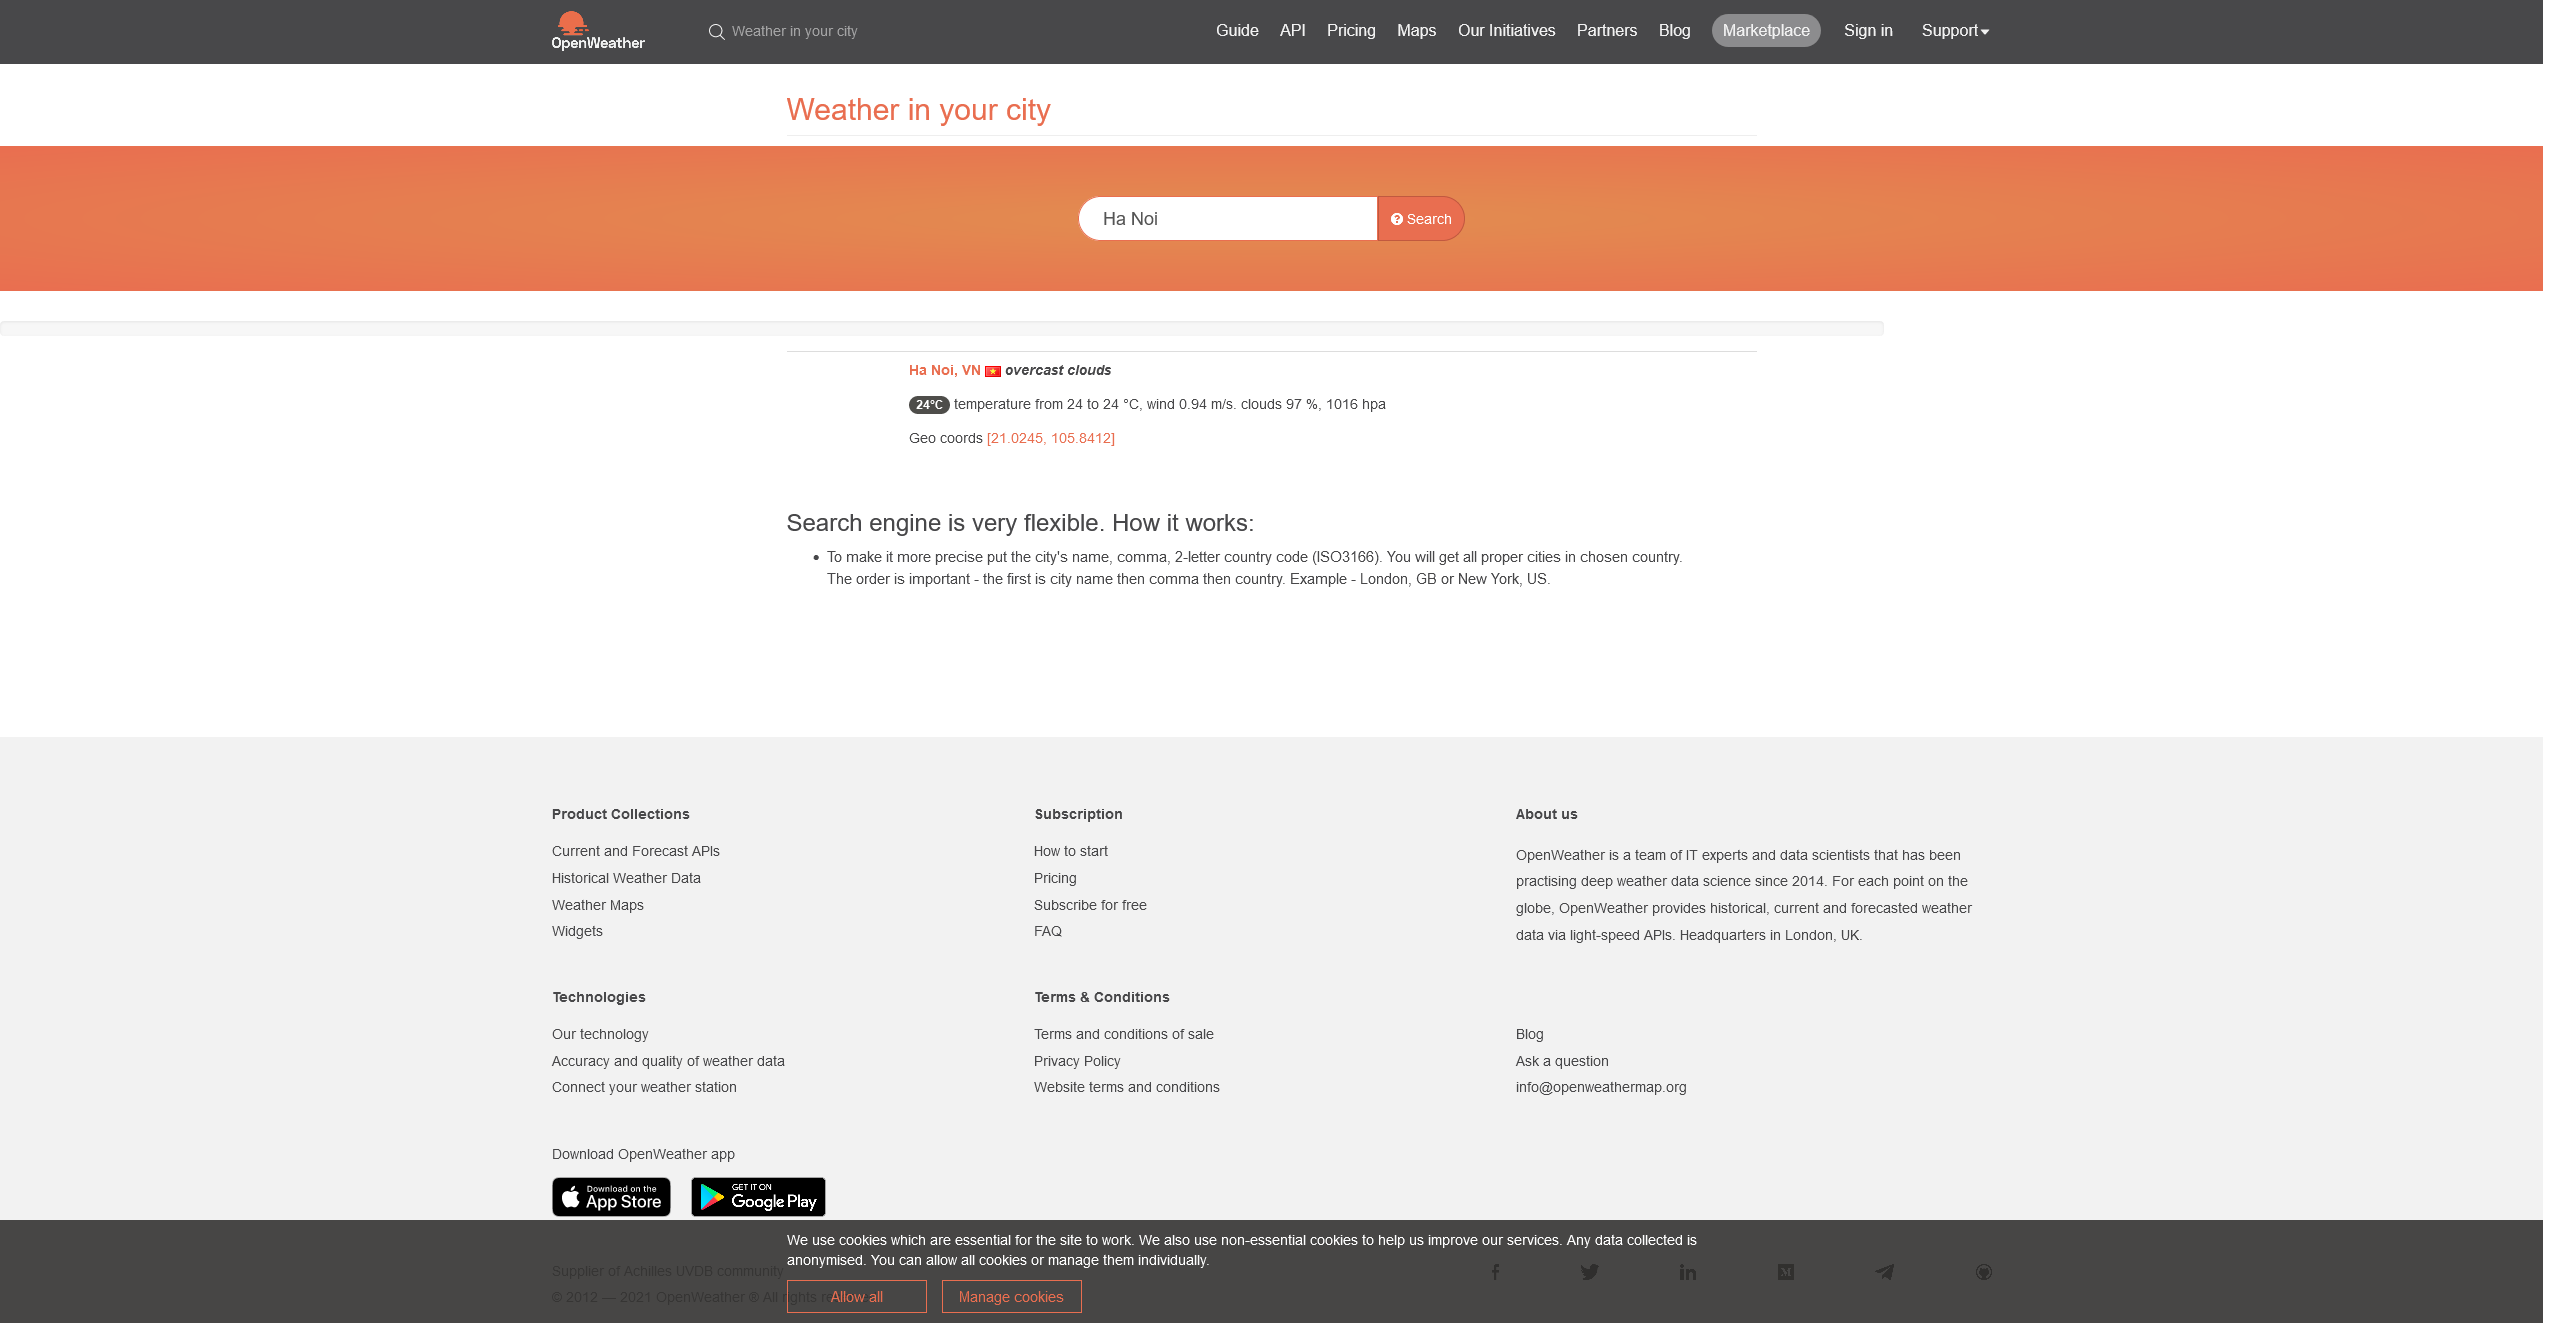 OpenWeather
Weather in your city
Guide API Pricing Maps Our Initiatives Partners Blog Marketplace Sign in Support
Weather in your city
Ha Noi
Search
Ha Noi, VN overcast clouds
24°C temperature from 24 to 24 °C, wind 0.94 m/s. clouds 97 %, 1016 hpa
Geo coords [21.0245, 105.8412]
Search engine is very flexible. How it works:
To make it more precise put the city's name, comma, 2-letter country code (ISO3166). You will get all proper cities in chosen country.
The order is important - the first is city name then comma then country. Example - London, GB or New York, US.
Product Collections
Current and Forecast APIs
Historical Weather Data
Weather Maps
Widgets
Subscription
How to start
Pricing
Subscribe for free
FAQ
About us
OpenWeather is a team of IT experts and data scientists that has been
practising deep weather data science since 2014. For each point on the
globe, OpenWeather provides historical, current and forecasted weather
data via light-speed APIs. Headquarters in London, UK.
Technologies
Our technology
Accuracy and quality of weather data
Connect your weather station
Terms & Conditions
Terms and conditions of sale
Privacy Policy
Website terms and conditions
Blog
Ask a question
info@openweathermap.org
Download OpenWeather app
Download on the
App Store
GET IT ON
Google Play
We use cookies which are essential for the site to work. We also use non-essential cookies to help us improve our services. Any data collected is
anonymised. You can allow all cookies or manage them individually.
Supplier of Achilles UVDB community
© 2012 — 2021 OpenWeather ® All rights
Allow all
Manage cookies